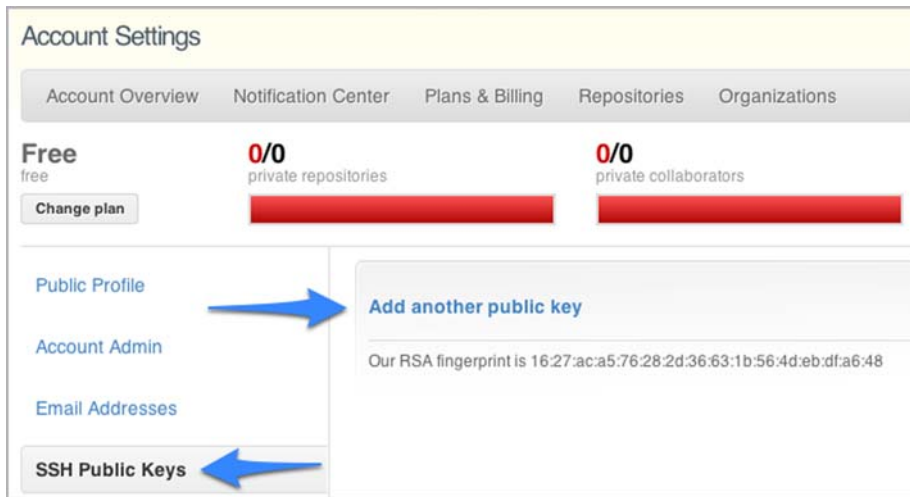 Account Settings
Account Overview Notification Center Plans & Billing Repositories Organizations
Free 0/0 0/0
free private repositories private collaborators
Change plan
Public Profile
Add another public key
Account Admin
Our RSA fingerprint is 16:27:ac:a5:76:28:2d:36:63:1b:56:4d:eb:df:a6:48
Email Addresses
SSH Public Keys